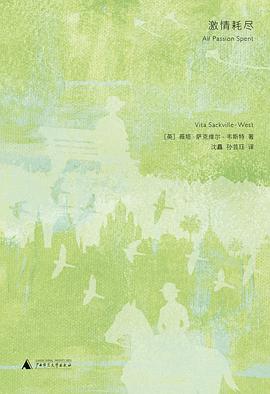 激情耗尽
All Passion Spent
Vita Sackville-West
[英] 薇塔·萨克维尔-韦斯特 著
沈矗 孙芸珏 译
广西师范大学出版社